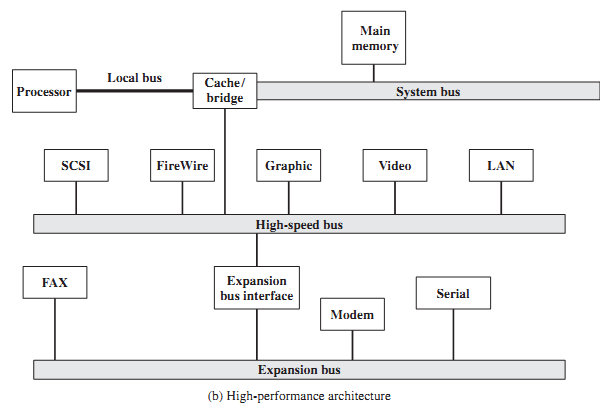 Main
memory
Local bus
Processor
Cache/
bridge
System bus
SCSI
FireWire
Graphic
Video
LAN
High-speed bus
FAX
Expansion
bus interface
Modem
Serial
Expansion bus
(b) High-performance architecture